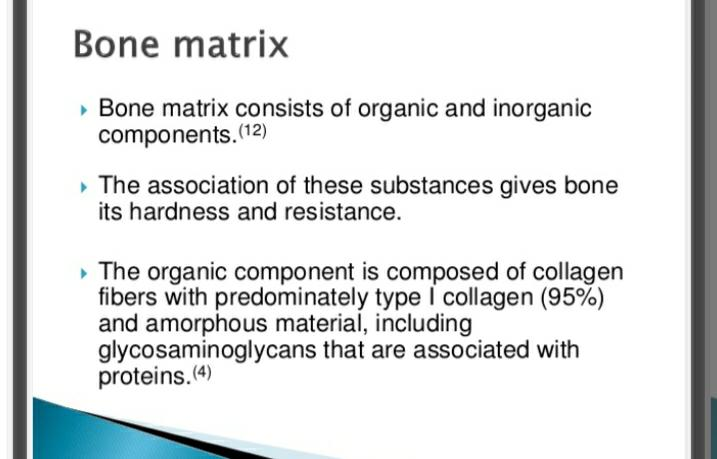 Bone matrix
Bone matrix consists of organic and inorganic
components.(12)
The association of these substances gives bone
its hardness and resistance.
The organic component is composed of collagen
fibers with predominately type I collagen (95%)
and amorphous material, including
glycosaminoglycans that are associated with
proteins.(4)